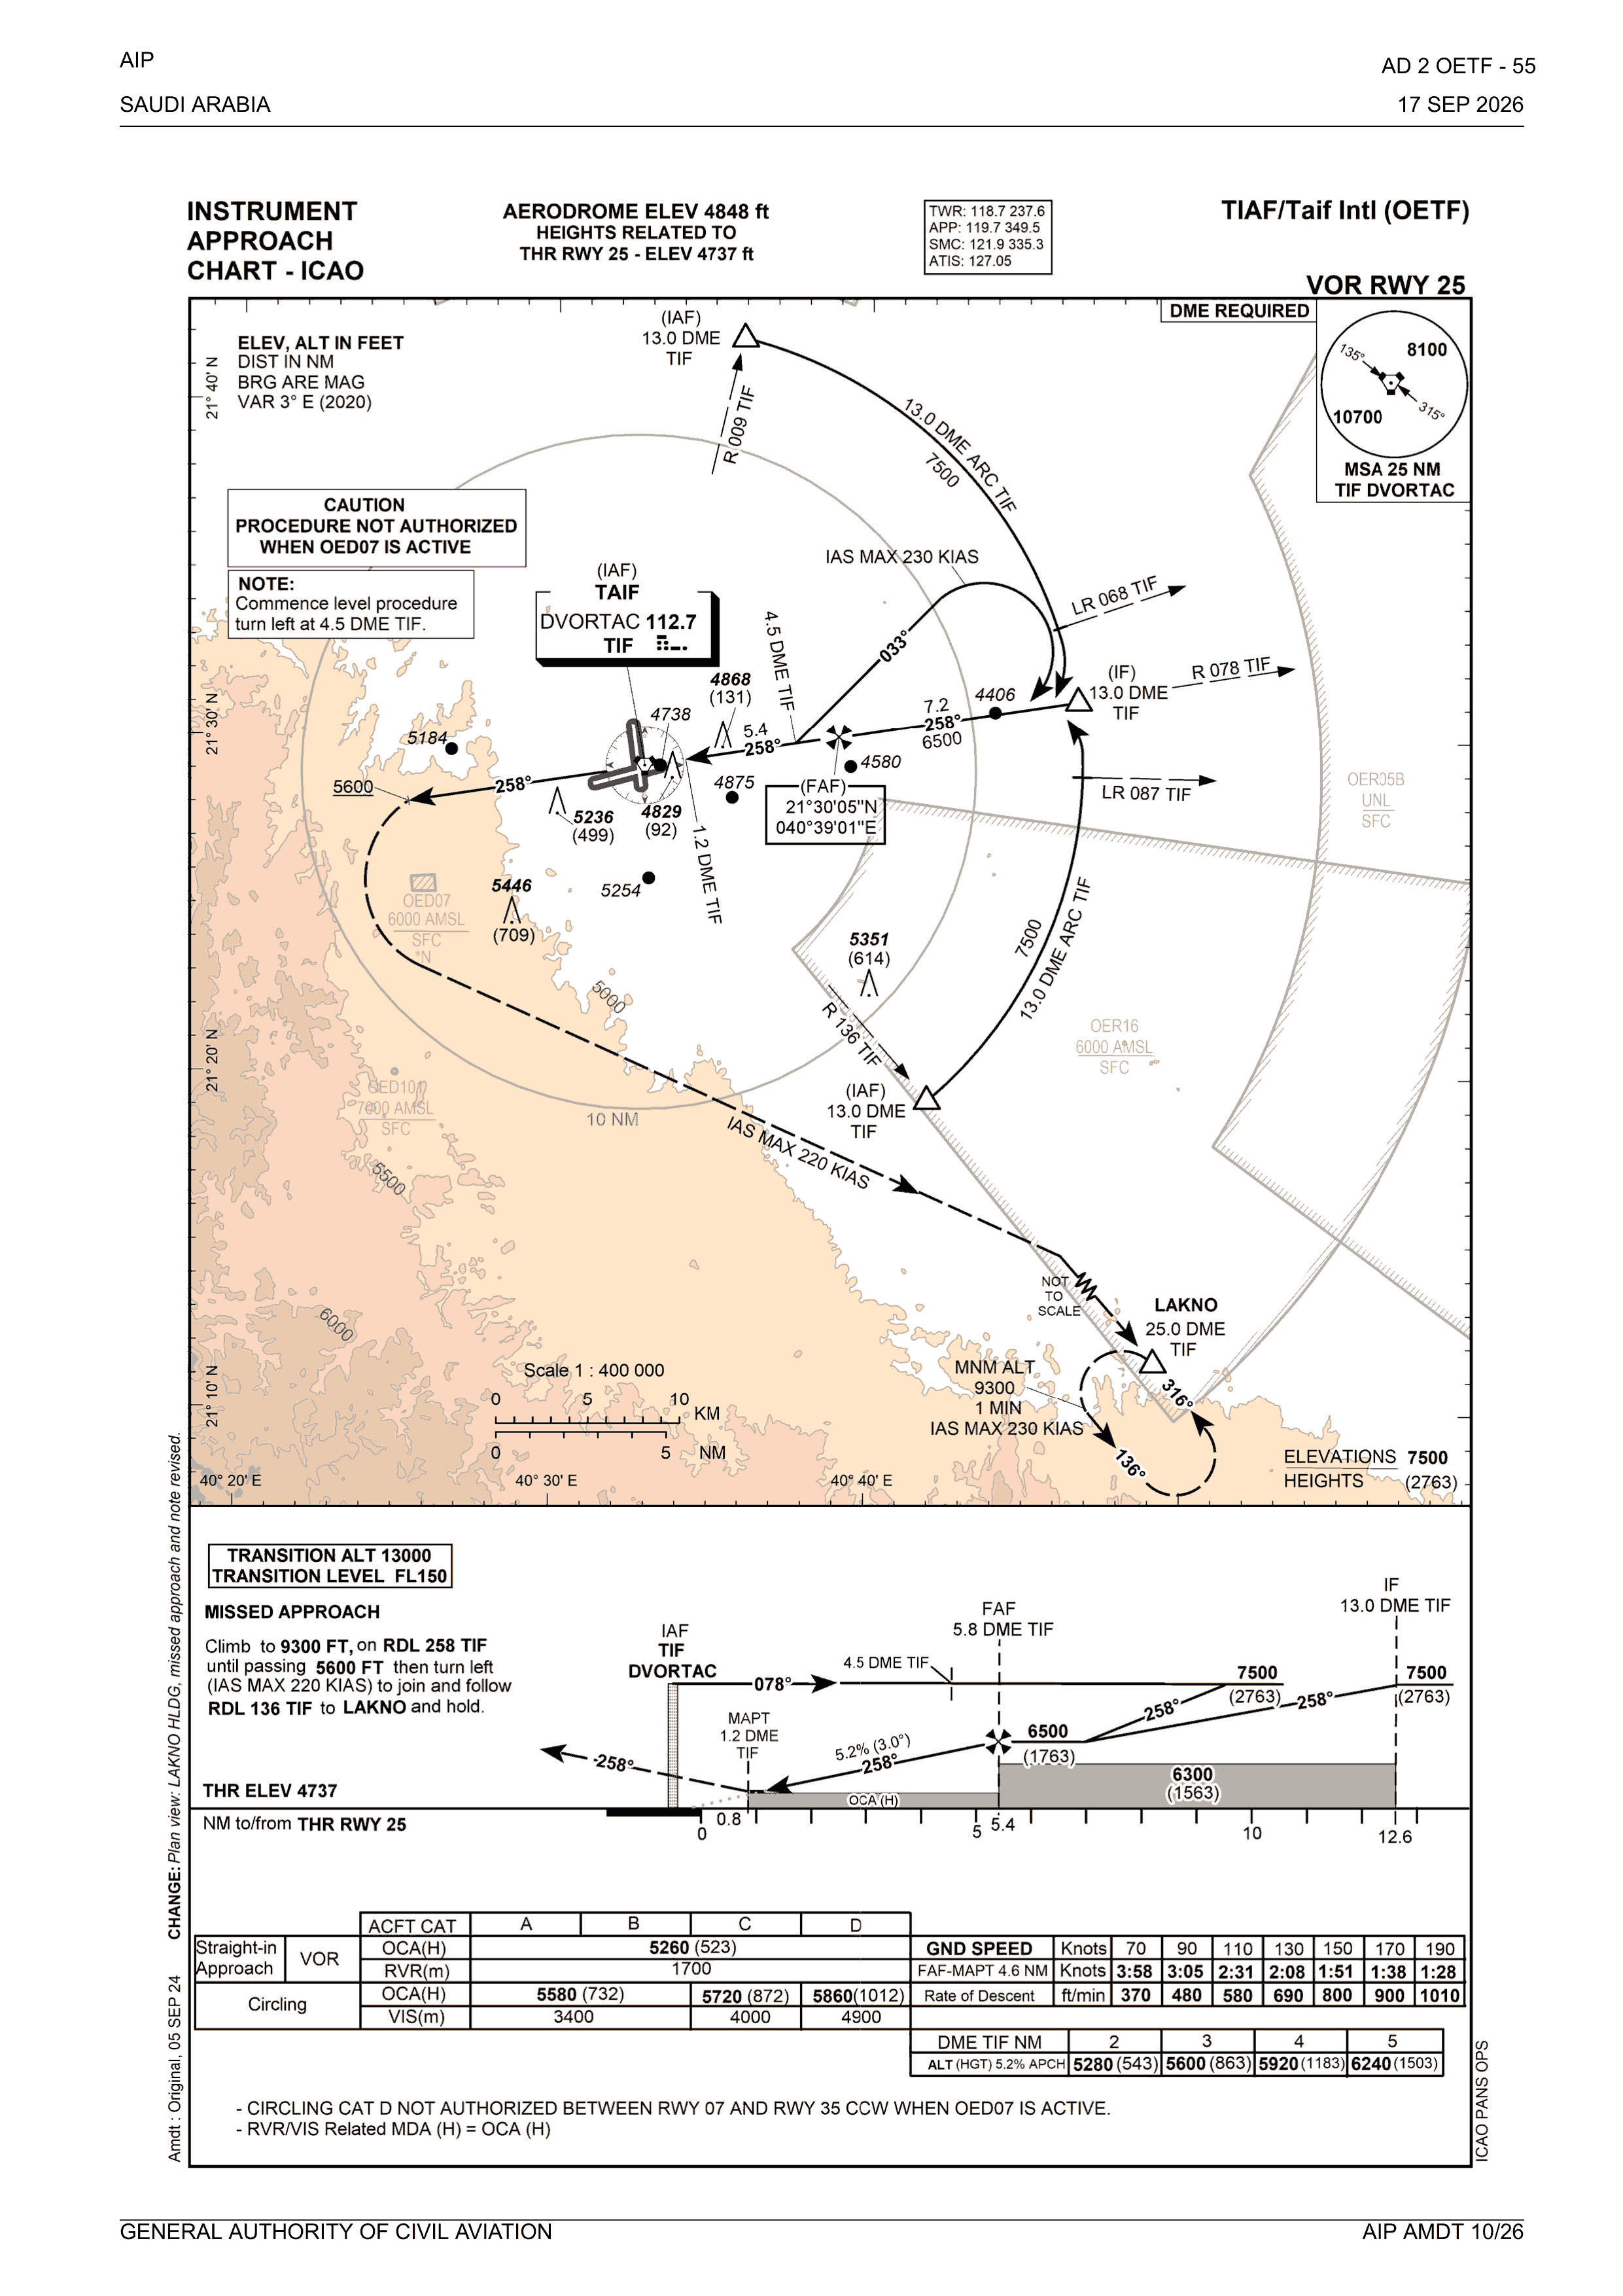 AIP
AD 2 OETF - 55
SAUDI ARABIA
17 SEP 2026
INSTRUMENT
APPROACH
CHART - ICAO
AERODROME ELEV 4848 ft
HEIGHTS RELATED TO
THR RWY 25 - ELEV 4737 ft
TWR: 118.7 237.6
APP: 119.7 349.5
SMC: 121.9 335.3
ATIS: 127.05
TIAF/Taif Intl (OETF)
VOR RWY 25
DME REQUIRED
ELEV, ALT IN FEET
DIST IN NM
BRG ARE MAG
VAR 3° E (2020)
(IAF)
13.0 DME
TIF
R 009 TIF
13.0 DME ARC TIF
7500
135°
8100
10700
315°
MSA 25 NM
TIF DVORTAC
21° 40' N
CAUTION
PROCEDURE NOT AUTHORIZED
WHEN OED07 IS ACTIVE
NOTE:
Commence level procedure
turn left at 4.5 DME TIF.
(IAF)
TAIF
DVORTAC 112.7
TIF
IAS MAX 230 KIAS
LR 068 TIF
033°
4.5 DME TIF
(IF)
13.0 DME
TIF
R 078 TIF
4868
(131)
4738
5.4
258°
7.2
258°
6500
4406
21° 30' N
5184
5600
258°
4580
4875
(FAF)
21°30'05"N
040°39'01"E
LR 087 TIF
OER05B
UNL
SFC
5236
(499)
4829
(92)
1.2 DME TIF
5254
5446
(709)
OED07
6000 AMSL
SFC
*N
5351
(614)
7500
13.0 DME ARC TIF
5000
R 136 TIF
OER16
6000 AMSL
SFC
21° 20' N
OED10
7000 AMSL
SFC
(IAF)
13.0 DME
TIF
10 NM
IAS MAX 220 KIAS
5500
6000
NOT
TO
SCALE
LAKNO
25.0 DME
TIF
316°
MNM ALT
9300
1 MIN
IAS MAX 230 KIAS
136°
Scale 1 : 400 000
0 5 10
KM
0 5 NM
21° 10' N
ELEVATIONS 7500
HEIGHTS (2763)
40° 20' E
40° 30' E
40° 40' E
TRANSITION ALT 13000
TRANSITION LEVEL FL150
MISSED APPROACH
Climb to 9300 FT, on RDL 258 TIF
until passing 5600 FT then turn left
(IAS MAX 220 KIAS) to join and follow
RDL 136 TIF to LAKNO and hold.
IAF
TIF
DVORTAC
078°
4.5 DME TIF
FAF
5.8 DME TIF
IF
13.0 DME TIF
7500
(2763)
7500
(2763)
258°
258°
MAPT
1.2 DME
TIF
5.2% (3.0°)
258°
6500
(1763)
258°
6300
(1563)
OCA (H)
THR ELEV 4737
NM to/from THR RWY 25
0 0.8 5 5.4 10 12.6
ACFT CAT A B C D
Straight-in
Approach
VOR
OCA(H) 5260 (523)
RVR(m) 1700
Circling
OCA(H) 5580 (732) 5720 (872) 5860(1012)
VIS(m) 3400 4000 4900
GND SPEED Knots 70 90 110 130 150 170 190
FAF-MAPT 4.6 NM Knots 3:58 3:05 2:31 2:08 1:51 1:38 1:28
Rate of Descent ft/min 370 480 580 690 800 900 1010
DME TIF NM 2 3 4 5
ALT (HGT) 5.2% APCH 5280 (543) 5600 (863) 5920 (1183) 6240 (1503)
- CIRCLING CAT D NOT AUTHORIZED BETWEEN RWY 07 AND RWY 35 CCW WHEN OED07 IS ACTIVE.
- RVR/VIS Related MDA (H) = OCA (H)
Amdt : Original, 05 SEP 24
CHANGE: Plan view: LAKNO HLDG, missed approach and note revised.
ICAO PANS OPS
GENERAL AUTHORITY OF CIVIL AVIATION
AIP AMDT 10/26